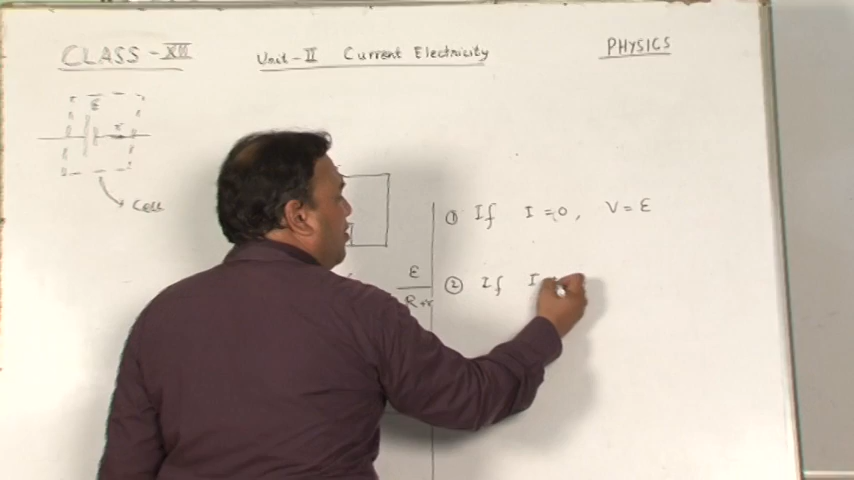 CLASS - XII
Unit - II Current Electricity
PHYSICS
ε
r
Cell
① If I = 0, V = ε
ε
R+r
② If I